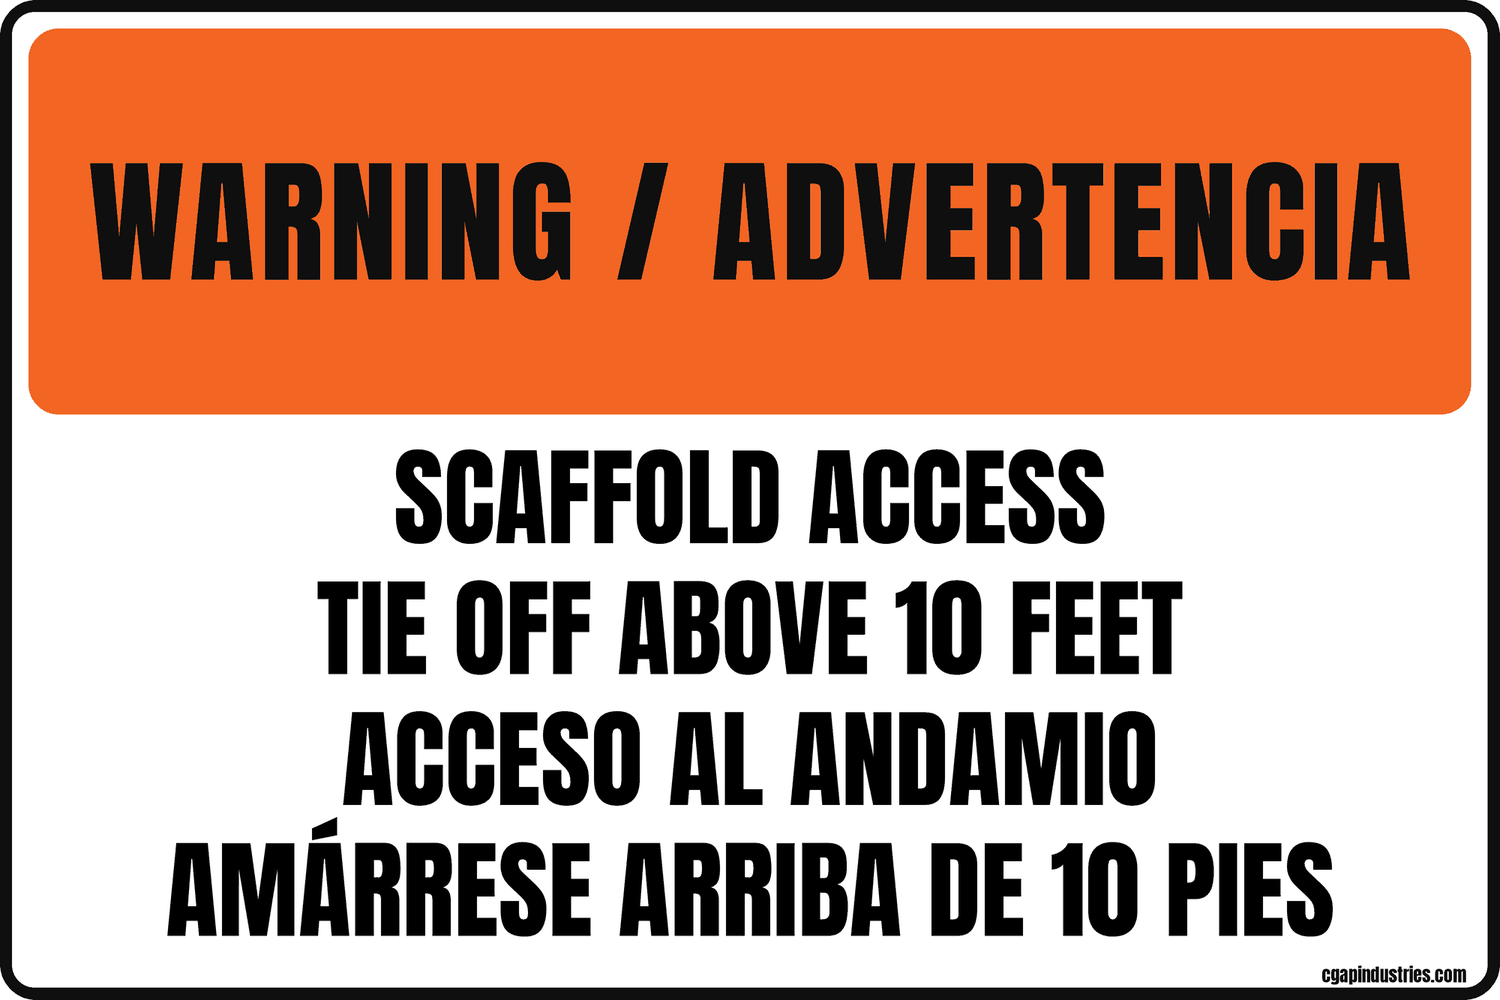 WARNING / ADVERTENCIA
SCAFFOLD ACCESS
TIE OFF ABOVE 10 FEET
ACCESO AL ANDAMIO
AMÁRRESE ARRIBA DE 10 PIES
cgapindustries.com